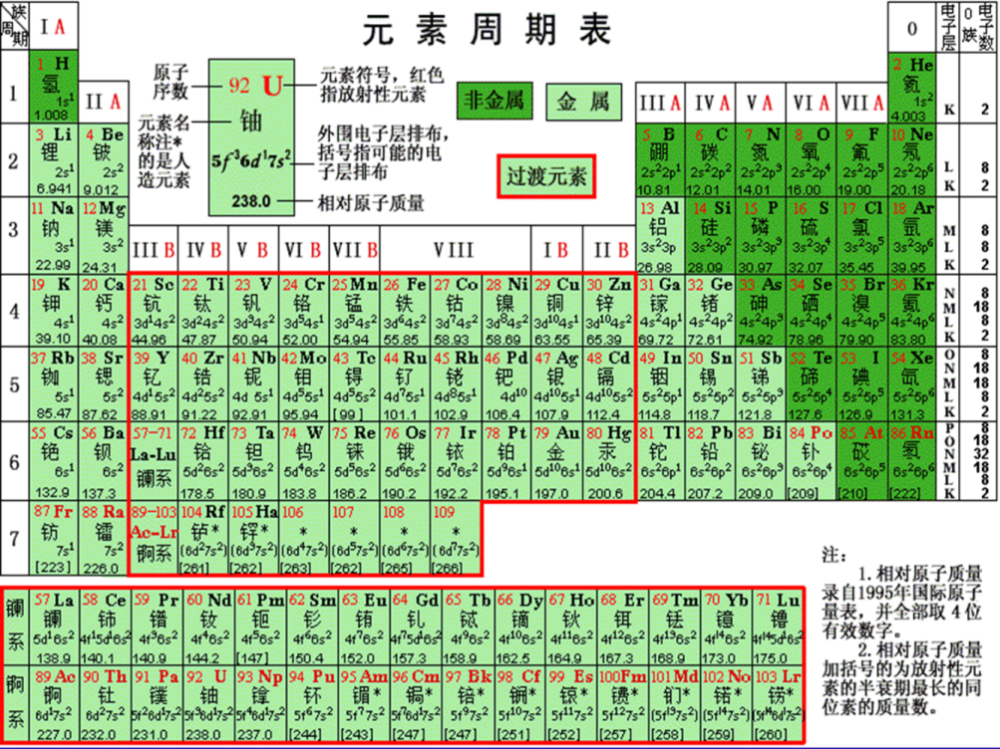 元素周期表
族 周期 I A 0 电子层 0族电子数
1 H 氢 1s¹ 1.008
2 He 氦 1s² 4.003
K 2
原子序数
92 U
铀
5f³6d¹7s²
238.0
元素符号，红色指放射性元素
元素名称注*的是人造元素
外围电子层排布，括号指可能的电子层排布
相对原子质量
非金属 金属
过渡元素
II A III A IV A V A VI A VII A
2
3 Li 锂 2s¹ 6.941
4 Be 铍 2s² 9.012
5 B 硼 2s²2p¹ 10.81
6 C 碳 2s²2p² 12.01
7 N 氮 2s²2p³ 14.01
8 O 氧 2s²2p⁴ 16.00
9 F 氟 2s²2p⁵ 19.00
10 Ne 氖 2s²2p⁶ 20.18
L K 8 2
3
11 Na 钠 3s¹ 22.99
12 Mg 镁 3s² 24.31
III B IV B V B VI B VII B VIII I B II B
13 Al 铝 3s²3p 26.98
14 Si 硅 3s²3p² 28.09
15 P 磷 3s²3p³ 30.97
16 S 硫 3s²3p⁴ 32.07
17 Cl 氯 3s²3p⁵ 35.45
18 Ar 氩 3s²3p⁶ 39.95
M L K 8 8 2
4
19 K 钾 4s¹ 39.10
20 Ca 钙 4s² 40.08
21 Sc 钪 3d¹4s² 44.96
22 Ti 钛 3d²4s² 47.87
23 V 钒 3d³4s² 50.94
24 Cr 铬 3d⁵4s¹ 52.00
25 Mn 锰 3d⁵4s² 54.94
26 Fe 铁 3d⁶4s² 55.85
27 Co 钴 3d⁷4s² 58.93
28 Ni 镍 3d⁸4s² 58.69
29 Cu 铜 3d¹⁰4s¹ 63.55
30 Zn 锌 3d¹⁰4s² 65.39
31 Ga 镓 4s²4p¹ 69.72
32 Ge 锗 4s²4p² 72.61
33 As 砷 4s²4p³ 74.92
34 Se 硒 4s²4p⁴ 78.96
35 Br 溴 4s²4p⁵ 79.90
36 Kr 氪 4s²4p⁶ 83.80
N M L K 8 18 8 2
5
37 Rb 铷 5s¹ 85.47
38 Sr 锶 5s² 87.62
39 Y 钇 4d¹5s² 88.91
40 Zr 锆 4d²5s² 91.22
41 Nb 铌 4d⁴5s¹ 92.91
42 Mo 钼 4d⁵5s¹ 95.94
43 Tc 锝 4d⁵5s² [99]
44 Ru 钌 4d⁷5s¹ 101.1
45 Rh 铑 4d⁸5s¹ 102.9
46 Pd 钯 4d¹⁰ 106.4
47 Ag 银 4d¹⁰5s¹ 107.9
48 Cd 镉 4d¹⁰5s² 112.4
49 In 铟 5s²5p¹ 114.8
50 Sn 锡 5s²5p² 118.7
51 Sb 锑 5s²5p³ 121.8
52 Te 碲 5s²5p⁴ 127.6
53 I 碘 5s²5p⁵ 126.9
54 Xe 氙 5s²5p⁶ 131.3
O N M L K 8 18 18 8 2
6
55 Cs 铯 6s¹ 132.9
56 Ba 钡 6s² 137.3
57-71 La-Lu 镧系
72 Hf 铪 5d²6s² 178.5
73 Ta 钽 5d³6s² 180.9
74 W 钨 5d⁴6s² 183.8
75 Re 铼 5d⁵6s² 186.2
76 Os 锇 5d⁶6s² 190.2
77 Ir 铱 5d⁷6s² 192.2
78 Pt 铂 5d⁹6s¹ 195.1
79 Au 金 5d¹⁰6s¹ 197.0
80 Hg 汞 5d¹⁰6s² 200.6
81 Tl 铊 6s²6p¹ 204.4
82 Pb 铅 6s²6p² 207.2
83 Bi 铋 6s²6p³ 209.0
84 Po 钋 6s²6p⁴ [209]
85 At 砹 6s²6p⁵ [210]
86 Rn 氡 6s²6p⁶ [222]
P O N M L K 8 18 32 18 8 2
7
87 Fr 钫 7s¹ [223]
88 Ra 镭 7s² 226.0
89-103 Ac-Lr 锕系
104 Rf 𬬻* (6d²7s²) [261]
105 Ha 𬭊* (6d³7s²) [262]
106 * (6d⁴7s²) [263]
107 * (6d⁵7s²) [262]
108 * (6d⁶7s²) [265]
109 * (6d⁷7s²) [266]
镧系
57 La 镧 5d¹6s² 138.9
58 Ce 铈 4f¹5d¹6s² 140.1
59 Pr 镨 4f³6s² 140.9
60 Nd 钕 4f⁴6s² 144.2
61 Pm 钷 4f⁵6s² [147]
62 Sm 钐 4f⁶6s² 150.4
63 Eu 铕 4f⁷6s² 152.0
64 Gd 钆 4f⁷5d¹6s² 157.3
65 Tb 铽 4f⁹6s² 158.9
66 Dy 镝 4f¹⁰6s² 162.5
67 Ho 钬 4f¹¹6s² 164.9
68 Er 铒 4f¹²6s² 167.3
69 Tm 铥 4f¹³6s² 168.9
70 Yb 镱 4f¹⁴6s² 173.0
71 Lu 镥 4f¹⁴5d¹6s² 175.0
锕系
89 Ac 锕 6d¹7s² 227.0
90 Th 钍 6d²7s² 232.0
91 Pa 镤 5f²6d¹7s² 231.0
92 U 铀 5f³6d¹7s² 238.0
93 Np 镎 5f⁴6d¹7s² 237.0
94 Pu 钚 5f⁶7s² [244]
95 Am 镅* 5f⁷7s² [243]
96 Cm 锔* 5f⁷6d¹7s² [247]
97 Bk 锫* 5f⁹7s² [247]
98 Cf 锎* 5f¹⁰7s² [251]
99 Es 锿* 5f¹¹7s² [252]
100 Fm 镄* 5f¹²7s² [257]
101 Md 钔* (5f¹³7s²) [258]
102 No 锘* (5f¹⁴7s²) [259]
103 Lr 铹* (5f¹⁴6d¹7s²) [260]
注：
1.相对原子质量
录自1995年国际原子
量表，并全部取4位
有效数字。
2.相对原子质量
加括号的为放射性元
素的半衰期最长的同
位素的质量数。